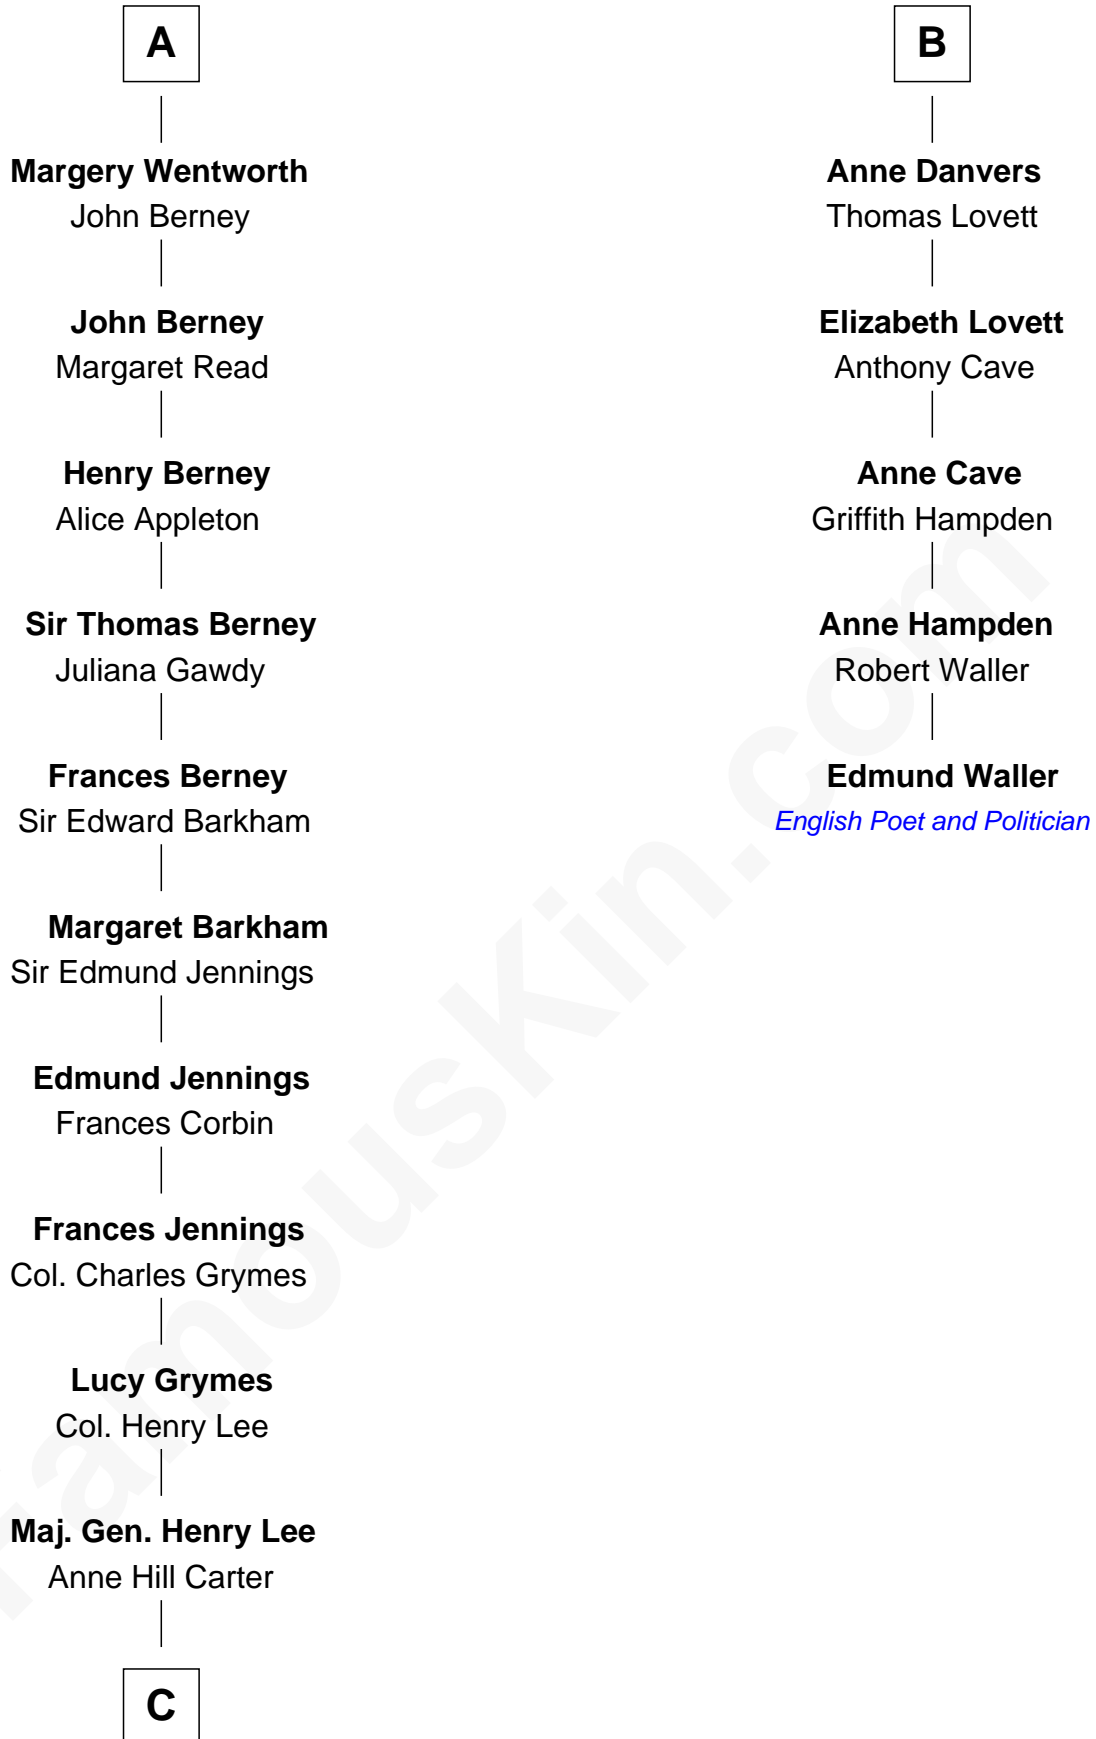 A
Margery Wentworth
John Berney
John Berney
Margaret Read
Henry Berney
Alice Appleton
Sir Thomas Berney
Juliana Gawdy
Frances Berney
Sir Edward Barkham
Margaret Barkham
Sir Edmund Jennings
Edmund Jennings
Frances Corbin
Frances Jennings
Col. Charles Grymes
Lucy Grymes
Col. Henry Lee
Maj. Gen. Henry Lee
Anne Hill Carter
C
B
Anne Danvers
Thomas Lovett
Elizabeth Lovett
Anthony Cave
Anne Cave
Griffith Hampden
Anne Hampden
Robert Waller
Edmund Waller
English Poet and Politician
FamousKin.com